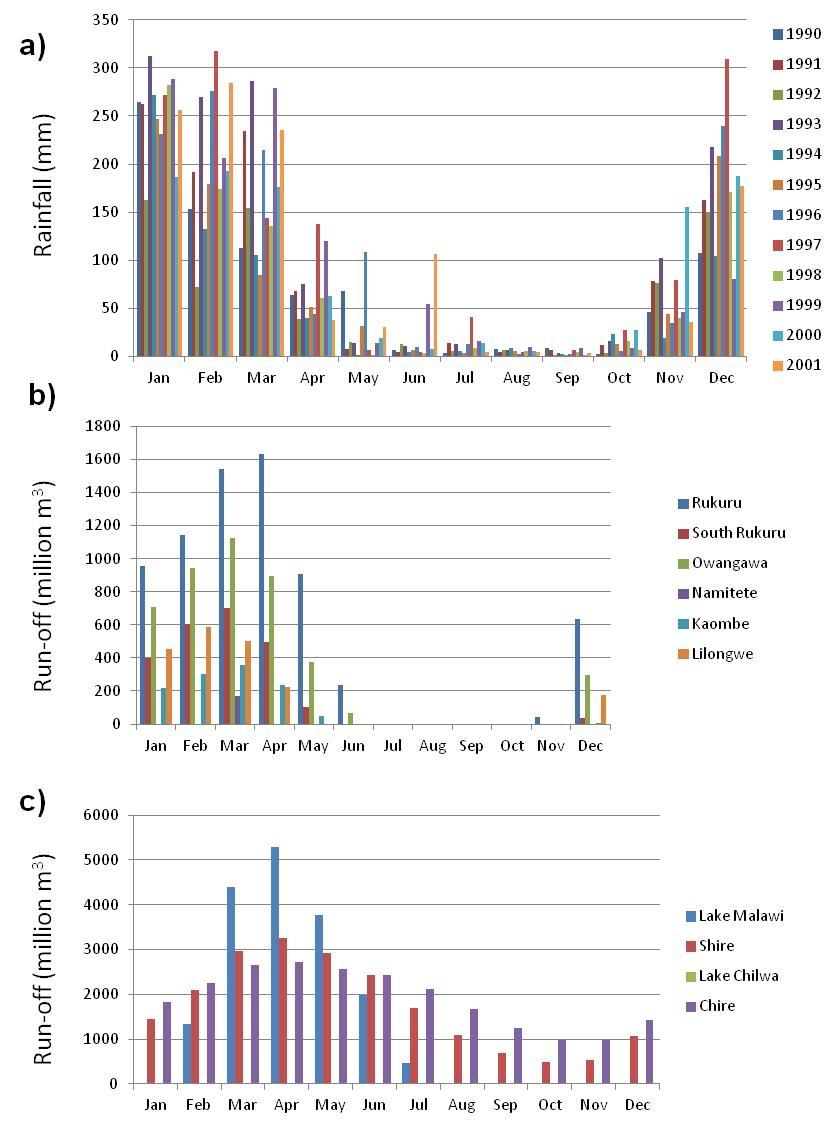 a)
Rainfall (mm)
350
300
250
200
150
100
50
0
Jan Feb Mar Apr May Jun Jul Aug Sep Oct Nov Dec
1990
1991
1992
1993
1994
1995
1996
1997
1998
1999
2000
2001
b)
Run-off (million m³)
1800
1600
1400
1200
1000
800
600
400
200
0
Jan Feb Mar Apr May Jun Jul Aug Sep Oct Nov Dec
Rukuru
South Rukuru
Owangawa
Namitete
Kaombe
Lilongwe
c)
Run-off (million m³)
6000
5000
4000
3000
2000
1000
0
Jan Feb Mar Apr May Jun Jul Aug Sep Oct Nov Dec
Lake Malawi
Shire
Lake Chilwa
Chire